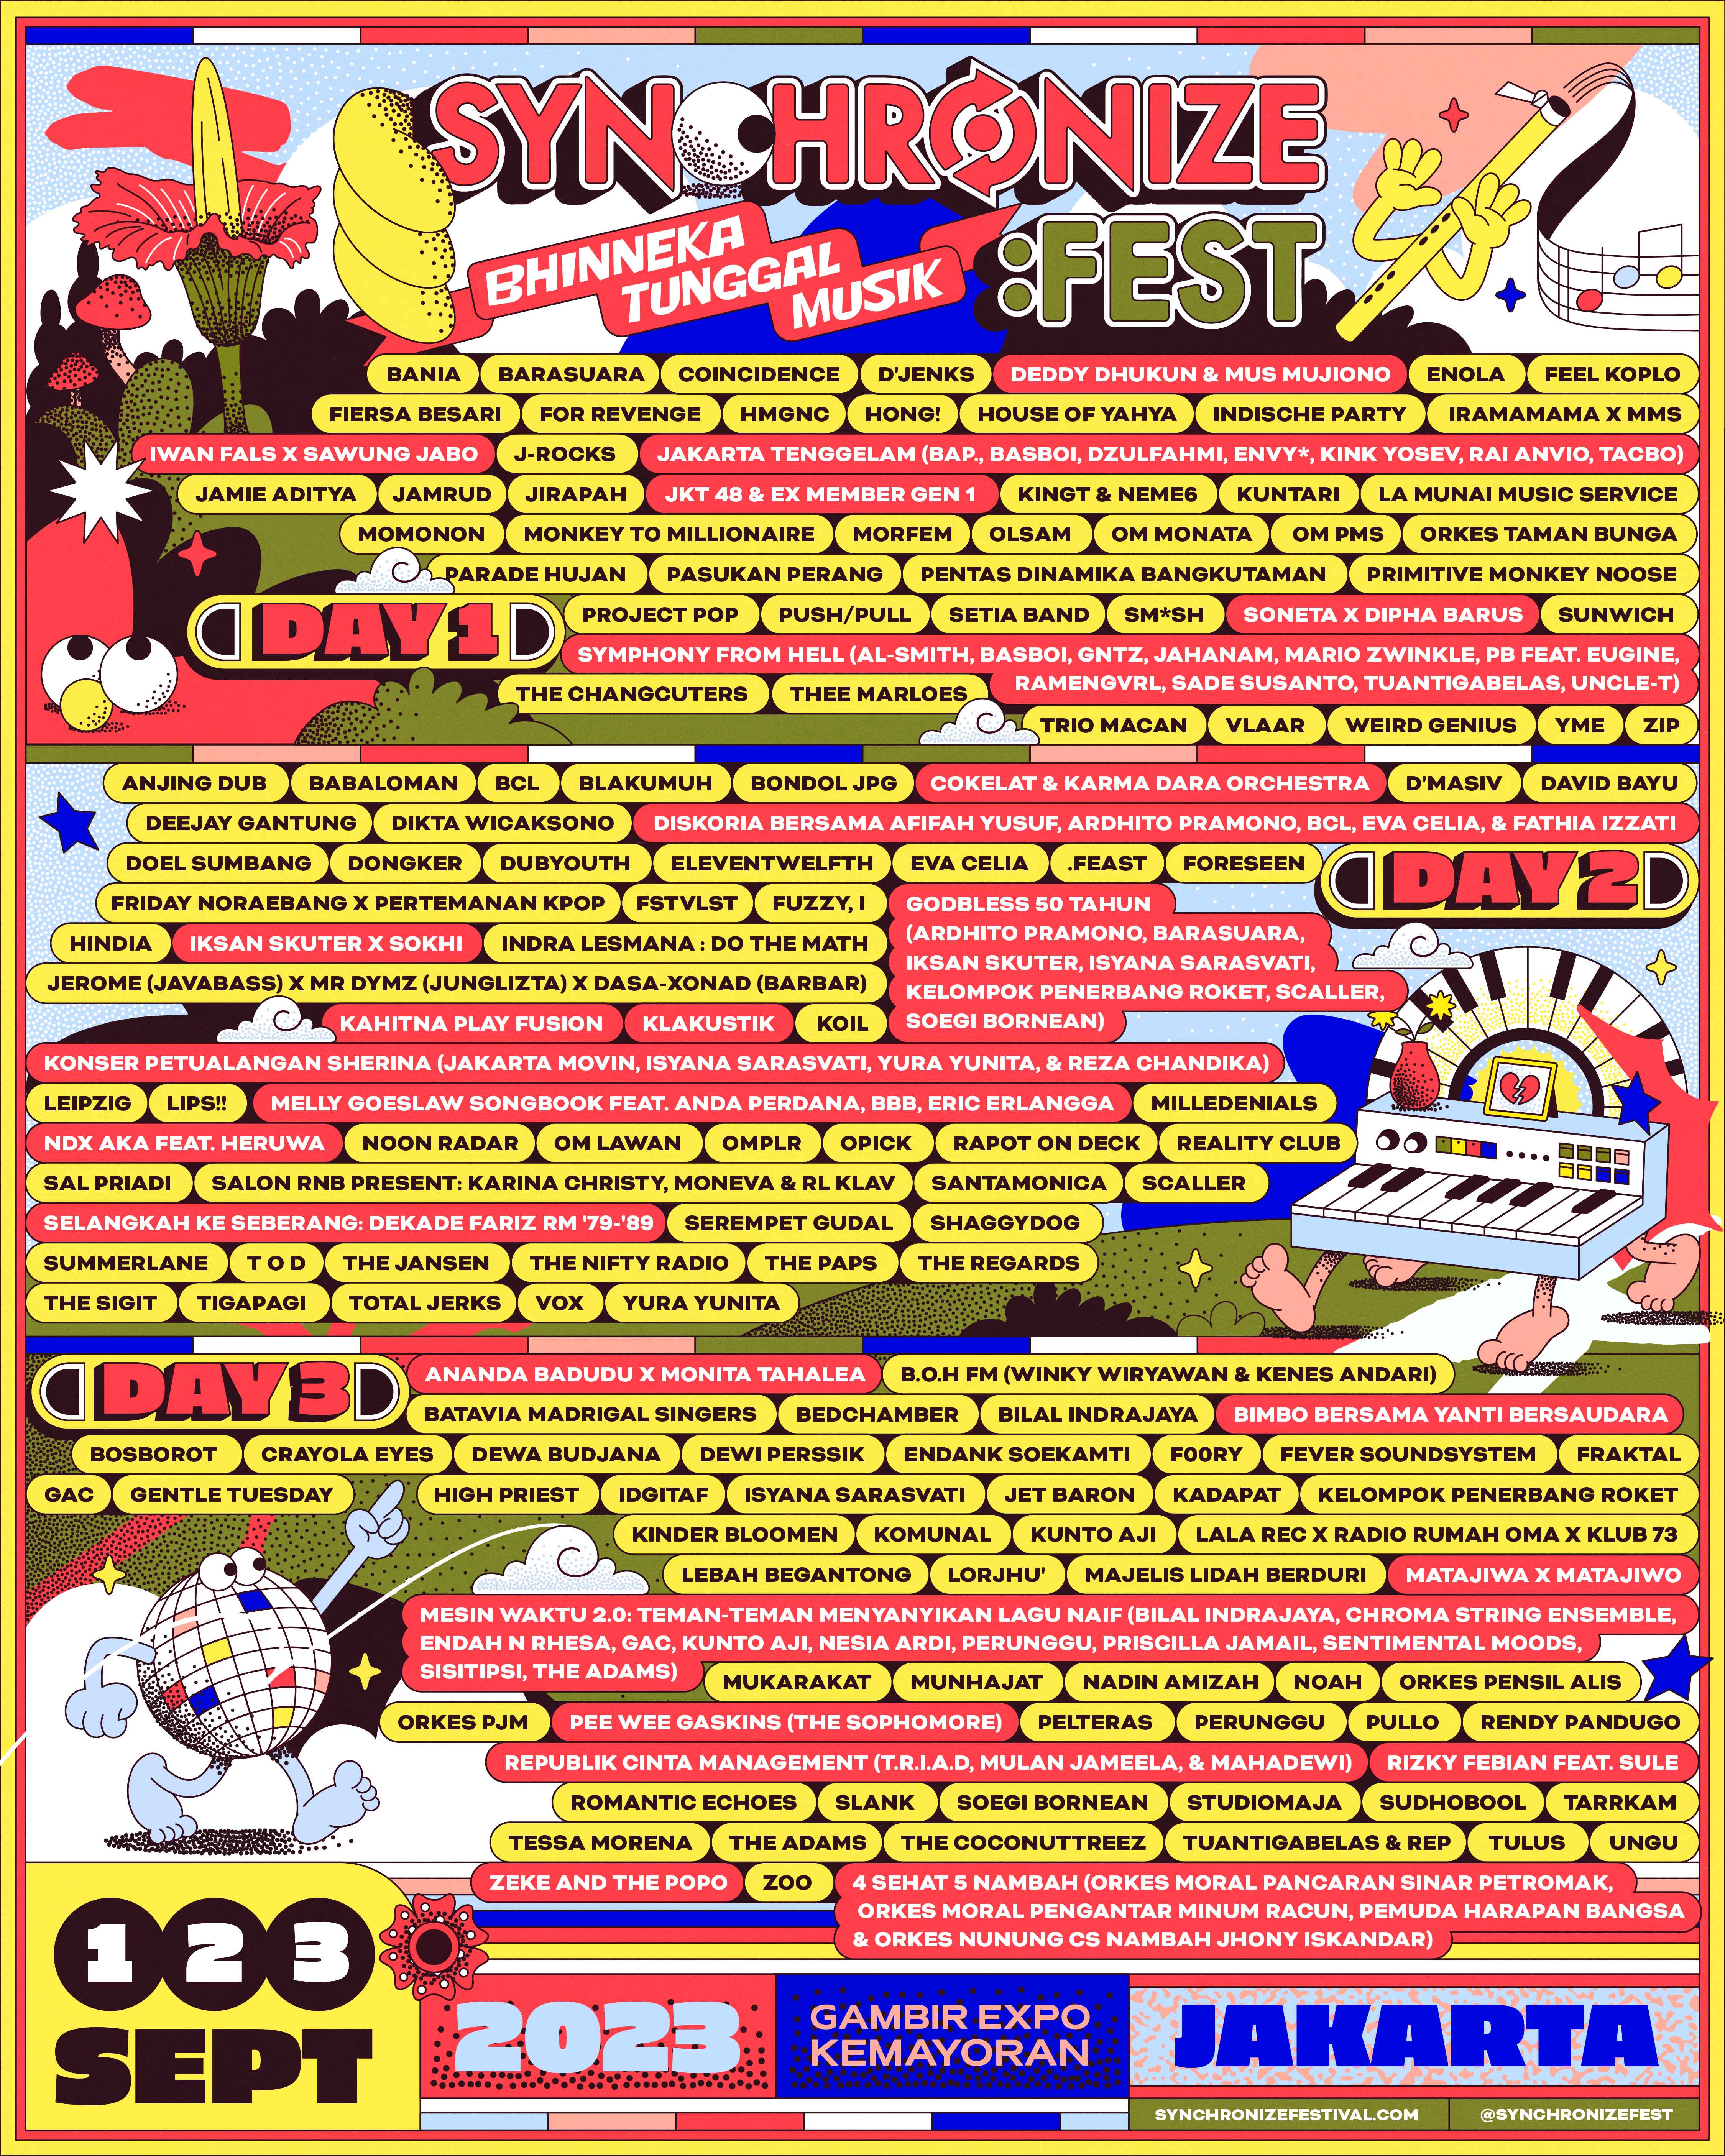 SYNCHRONIZE
:FEST
BHINNEKA
TUNGGAL
MUSIK
BANIA BARASUARA COINCIDENCE D'JENKS DEDDY DHUKUN & MUS MUJIONO ENOLA FEEL KOPLO
FIERSA BESARI FOR REVENGE HMGNC HONG! HOUSE OF YAHYA INDISCHE PARTY IRAMAMAMA X MMS
IWAN FALS X SAWUNG JABO J-ROCKS JAKARTA TENGGELAM (BAP., BASBOI, DZULFAHMI, ENVY*, KINK YOSEV, RAI ANVIO, TACBO)
JAMIE ADITYA JAMRUD JIRAPAH JKT 48 & EX MEMBER GEN 1 KINGT & NEME6 KUNTARI LA MUNAI MUSIC SERVICE
MOMONON MONKEY TO MILLIONAIRE MORFEM OLSAM OM MONATA OM PMS ORKES TAMAN BUNGA
PARADE HUJAN PASUKAN PERANG PENTAS DINAMIKA BANGKUTAMAN PRIMITIVE MONKEY NOOSE
DAY 1
PROJECT POP PUSH/PULL SETIA BAND SM*SH SONETA X DIPHA BARUS SUNWICH
SYMPHONY FROM HELL (AL-SMITH, BASBOI, GNTZ, JAHANAM, MARIO ZWINKLE, PB FEAT. EUGINE,
RAMENGVRL, SADE SUSANTO, TUANTIGABELAS, UNCLE-T)
THE CHANGCUTERS THEE MARLOES
TRIO MACAN VLAAR WEIRD GENIUS YME ZIP
ANJING DUB BABALOMAN BCL BLAKUMUH BONDOL JPG COKELAT & KARMA DARA ORCHESTRA D'MASIV DAVID BAYU
DEEJAY GANTUNG DIKTA WICAKSONO DISKORIA BERSAMA AFIFAH YUSUF, ARDHITO PRAMONO, BCL, EVA CELIA, & FATHIA IZZATI
DOEL SUMBANG DONGKER DUBYOUTH ELEVENTWELFTH EVA CELIA .FEAST FORESEEN
DAY 2
FRIDAY NORAEBANG X PERTEMANAN KPOP FSTVLST FUZZY, I
GODBLESS 50 TAHUN
(ARDHITO PRAMONO, BARASUARA,
IKSAN SKUTER, ISYANA SARASVATI,
KELOMPOK PENERBANG ROKET, SCALLER,
SOEGI BORNEAN)
HINDIA IKSAN SKUTER X SOKHI INDRA LESMANA : DO THE MATH
JEROME (JAVABASS) X MR DYMZ (JUNGLIZTA) X DASA-XONAD (BARBAR)
KAHITNA PLAY FUSION KLAKUSTIK KOIL
KONSER PETUALANGAN SHERINA (JAKARTA MOVIN, ISYANA SARASVATI, YURA YUNITA, & REZA CHANDIKA)
LEIPZIG LIPS!! MELLY GOESLAW SONGBOOK FEAT. ANDA PERDANA, BBB, ERIC ERLANGGA MILLEDENIALS
NDX AKA FEAT. HERUWA NOON RADAR OM LAWAN OMPLR OPICK RAPOT ON DECK REALITY CLUB
SAL PRIADI SALON RNB PRESENT: KARINA CHRISTY, MONEVA & RL KLAV SANTAMONICA SCALLER
SELANGKAH KE SEBERANG: DEKADE FARIZ RM '79-'89 SEREMPET GUDAL SHAGGYDOG
SUMMERLANE T O D THE JANSEN THE NIFTY RADIO THE PAPS THE REGARDS
THE SIGIT TIGAPAGI TOTAL JERKS VOX YURA YUNITA
DAY 3
ANANDA BADUDU X MONITA TAHALEA B.O.H FM (WINKY WIRYAWAN & KENES ANDARI)
BATAVIA MADRIGAL SINGERS BEDCHAMBER BILAL INDRAJAYA BIMBO BERSAMA YANTI BERSAUDARA
BOSBOROT CRAYOLA EYES DEWA BUDJANA DEWI PERSSIK ENDANK SOEKAMTI F00RY FEVER SOUNDSYSTEM FRAKTAL
GAC GENTLE TUESDAY HIGH PRIEST IDGITAF ISYANA SARASVATI JET BARON KADAPAT KELOMPOK PENERBANG ROKET
KINDER BLOOMEN KOMUNAL KUNTO AJI LALA REC X RADIO RUMAH OMA X KLUB 73
LEBAH BEGANTONG LORJHU' MAJELIS LIDAH BERDURI MATAJIWA X MATAJIWO
MESIN WAKTU 2.0: TEMAN-TEMAN MENYANYIKAN LAGU NAIF (BILAL INDRAJAYA, CHROMA STRING ENSEMBLE,
ENDAH N RHESA, GAC, KUNTO AJI, NESIA ARDI, PERUNGGU, PRISCILLA JAMAIL, SENTIMENTAL MOODS,
SISITIPSI, THE ADAMS)
MUKARAKAT MUNHAJAT NADIN AMIZAH NOAH ORKES PENSIL ALIS
ORKES PJM PEE WEE GASKINS (THE SOPHOMORE) PELTERAS PERUNGGU PULLO RENDY PANDUGO
REPUBLIK CINTA MANAGEMENT (T.R.I.A.D, MULAN JAMEELA, & MAHADEWI) RIZKY FEBIAN FEAT. SULE
ROMANTIC ECHOES SLANK SOEGI BORNEAN STUDIOMAJA SUDHOBOOL TARRKAM
TESSA MORENA THE ADAMS THE COCONUTTREEZ TUANTIGABELAS & REP TULUS UNGU
ZEKE AND THE POPO ZOO 4 SEHAT 5 NAMBAH (ORKES MORAL PANCARAN SINAR PETROMAK,
ORKES MORAL PENGANTAR MINUM RACUN, PEMUDA HARAPAN BANGSA
& ORKES NUNUNG CS NAMBAH JHONY ISKANDAR)
1 2 3
SEPT
2023
GAMBIR EXPO
KEMAYORAN
JAKARTA
SYNCHRONIZEFESTIVAL.COM @SYNCHRONIZEFEST